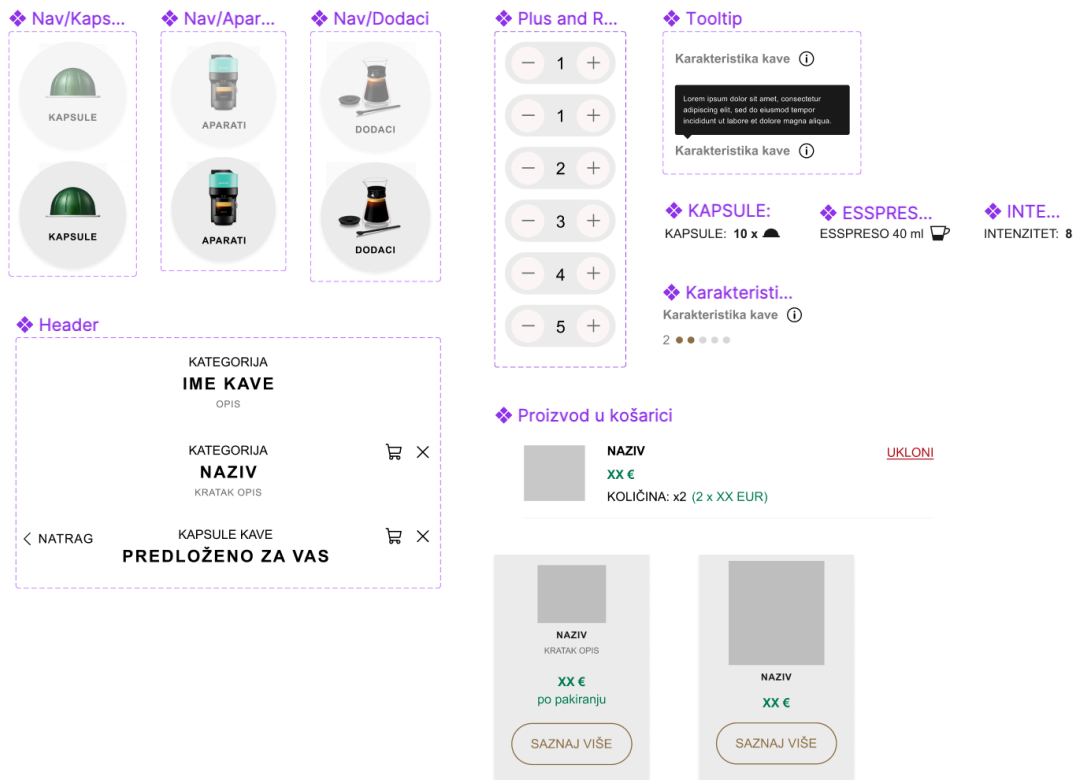 Nav/Kaps...
KAPSULE
KAPSULE
Nav/Apar...
APARATI
APARATI
Nav/Dodaci
DODACI
DODACI
Header
KATEGORIJA
IME KAVE
OPIS
KATEGORIJA
NAZIV
KRATAK OPIS
NATRAG
KAPSULE KAVE
PREDLOŽENO ZA VAS
Plus and R...
1
1
2
3
4
5
Tooltip
Karakteristika kave
Lorem ipsum dolor sit amet, consectetur
adipiscing elit, sed do eiusmod tempor
incididunt ut labore et dolore magna aliqua.
Karakteristika kave
KAPSULE:
KAPSULE: 10 x
ESSPRES...
ESSPRESO 40 ml
INTE...
INTENZITET: 8
Karakteristi...
Karakteristika kave
2
Proizvod u košarici
NAZIV
XX €
KOLIČINA: x2 (2 x XX EUR)
UKLONI
NAZIV
KRATAK OPIS
XX €
po pakiranju
SAZNAJ VIŠE
NAZIV
XX €
SAZNAJ VIŠE